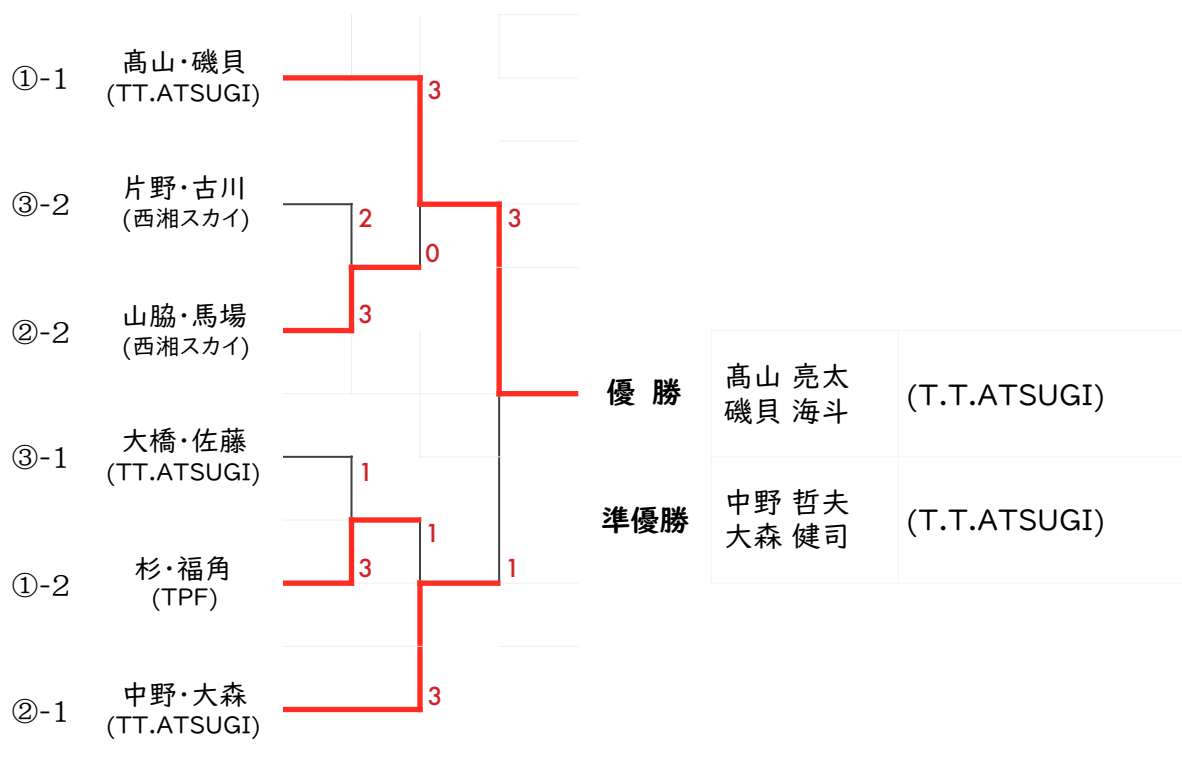 ①-1
髙山・磯貝
(TT.ATSUGI)
3
③-2
片野・古川
(西湘スカイ)
2
3
0
②-2
山脇・馬場
(西湘スカイ)
3
優 勝
髙山 亮太
磯貝 海斗
(T.T.ATSUGI)
③-1
大橋・佐藤
(TT.ATSUGI)
1
準優勝
中野 哲夫
大森 健司
(T.T.ATSUGI)
1
①-2
杉・福角
(TPF)
3
1
②-1
中野・大森
(TT.ATSUGI)
3